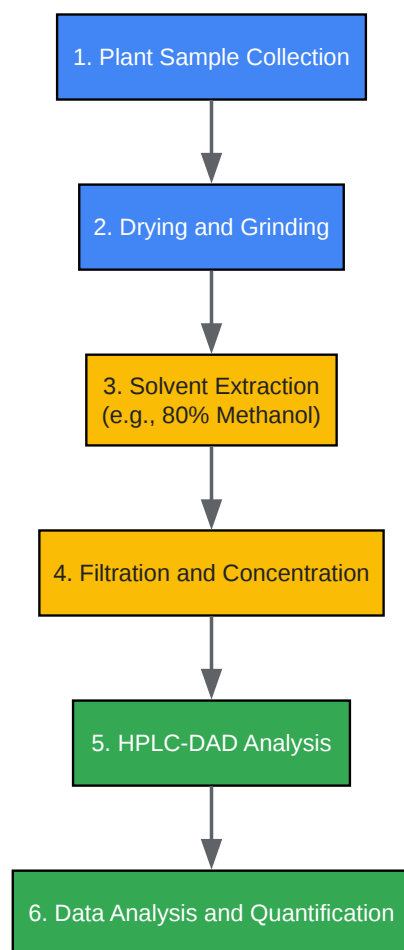 1. Plant Sample Collection
2. Drying and Grinding
3. Solvent Extraction
(e.g., 80% Methanol)
4. Filtration and Concentration
5. HPLC-DAD Analysis
6. Data Analysis and Quantification